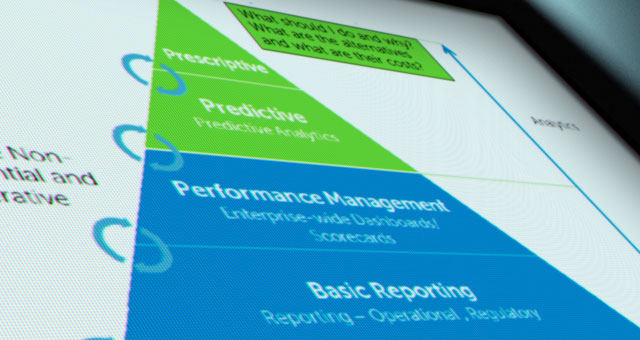 What should I do and why?
What are the alternatives
and what are their costs?
Prescriptive
Analytics
Predictive
Predictive Analytics
Non-
ntial and
rative
Performance Management
Enterprise-wide Dashboards/
Scorecards
Basic Reporting
Reporting – Operational , Regulatory